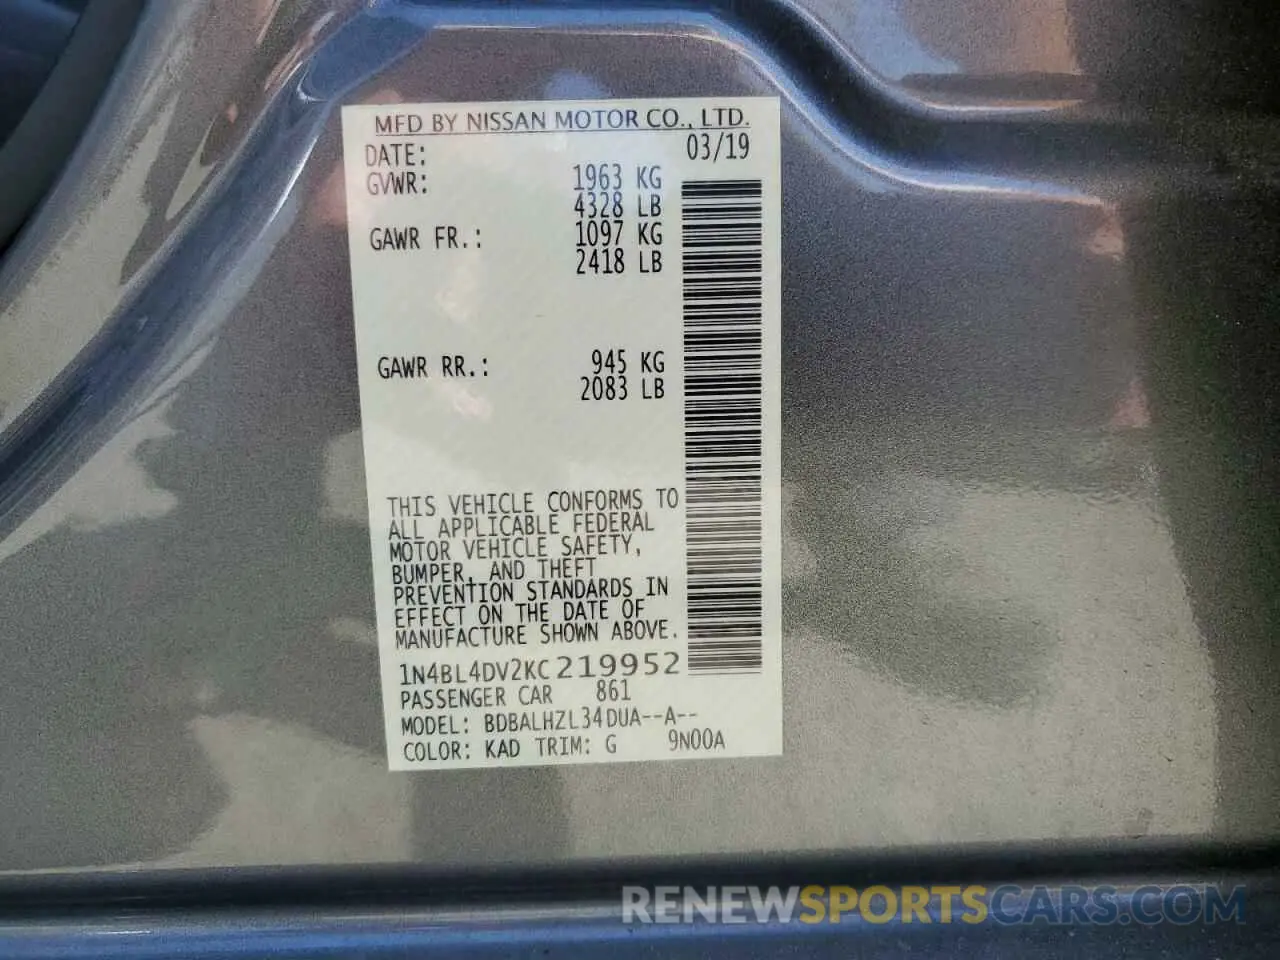 MFD BY NISSAN MOTOR CO., LTD.
DATE: 03/19
GVWR: 1963 KG
4328 LB
GAWR FR.: 1097 KG
2418 LB
GAWR RR.: 945 KG
2083 LB
THIS VEHICLE CONFORMS TO
ALL APPLICABLE FEDERAL
MOTOR VEHICLE SAFETY,
BUMPER, AND THEFT
PREVENTION STANDARDS IN
EFFECT ON THE DATE OF
MANUFACTURE SHOWN ABOVE.
1N4BL4DV2KC219952
PASSENGER CAR 861
MODEL: BDBALHZL34DUA--A--
COLOR: KAD TRIM: G 9N00A
RENEWSPORTSCARS.COM